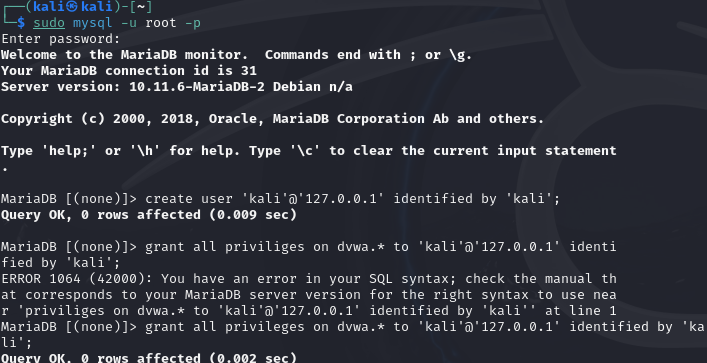 ┌──(kali㉿kali)-[~]
└─$ sudo mysql -u root -p
Enter password:
Welcome to the MariaDB monitor.  Commands end with ; or \g.
Your MariaDB connection id is 31
Server version: 10.11.6-MariaDB-2 Debian n/a

Copyright (c) 2000, 2018, Oracle, MariaDB Corporation Ab and others.

Type 'help;' or '\h' for help. Type '\c' to clear the current input statement
.

MariaDB [(none)]> create user 'kali'@'127.0.0.1' identified by 'kali';
Query OK, 0 rows affected (0.009 sec)

MariaDB [(none)]> grant all priviliges on dvwa.* to 'kali'@'127.0.0.1' identi
fied by 'kali';
ERROR 1064 (42000): You have an error in your SQL syntax; check the manual th
at corresponds to your MariaDB server version for the right syntax to use nea
r 'priviliges on dvwa.* to 'kali'@'127.0.0.1' identified by 'kali'' at line 1
MariaDB [(none)]> grant all privileges on dvwa.* to 'kali'@'127.0.0.1' identified by 'ka
li';
Query OK, 0 rows affected (0.002 sec)